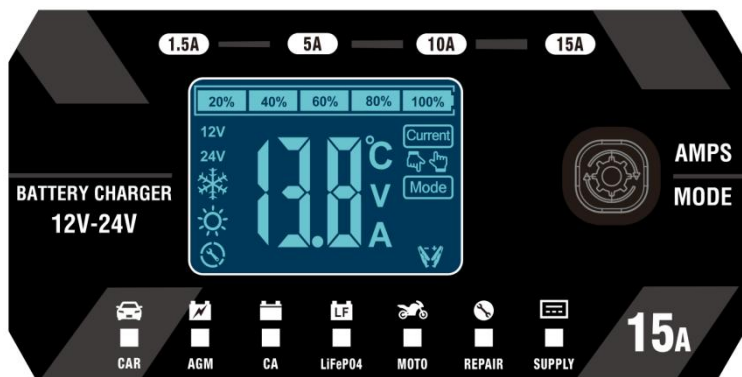 1.5A 5A 10A 15A
20% 40% 60% 80% 100%
12V
24V
13.8
°C
V
A
Current
Mode
BATTERY CHARGER
12V-24V
AMPS
MODE
LF
CAR AGM CA LiFePO4 MOTO REPAIR SUPPLY
15A